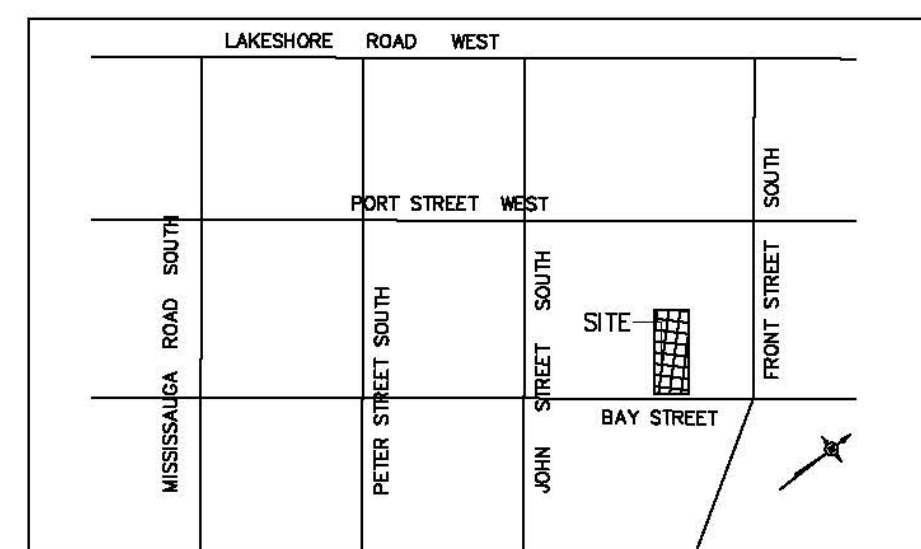 LAKESHORE ROAD WEST
PORT STREET WEST
MISSISSAUGA ROAD SOUTH
PETER STREET SOUTH
JOHN STREET SOUTH
SITE
FRONT STREET SOUTH
BAY STREET